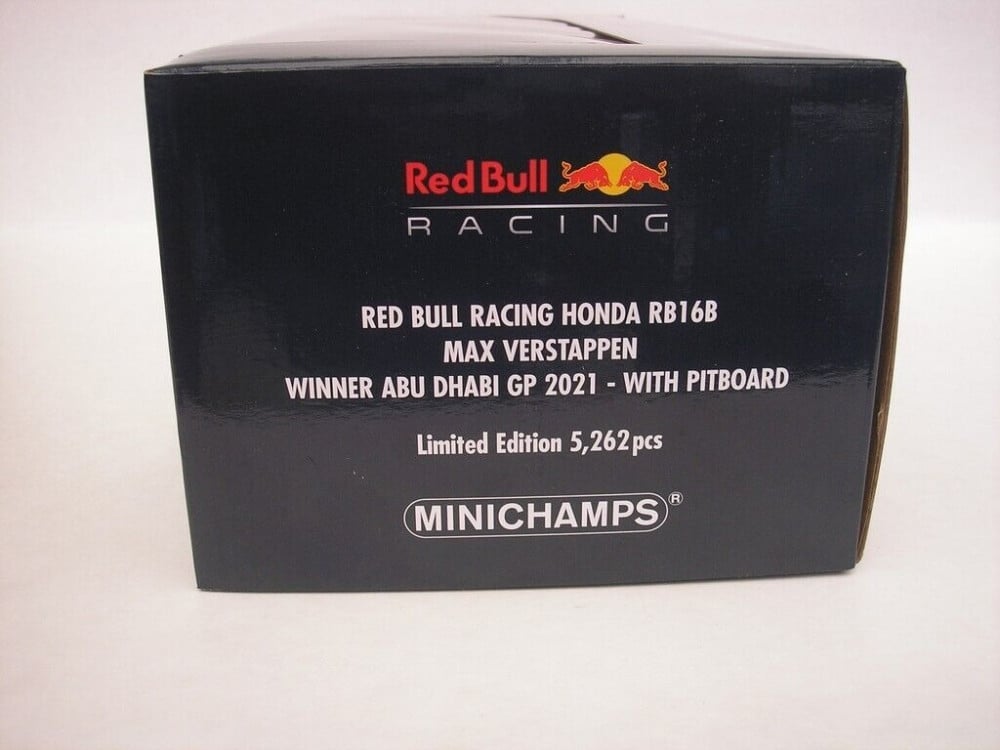 Red Bull
RACING
RED BULL RACING HONDA RB16B
MAX VERSTAPPEN
WINNER ABU DHABI GP 2021 - WITH PITBOARD
Limited Edition 5,262pcs
MINICHAMPS®